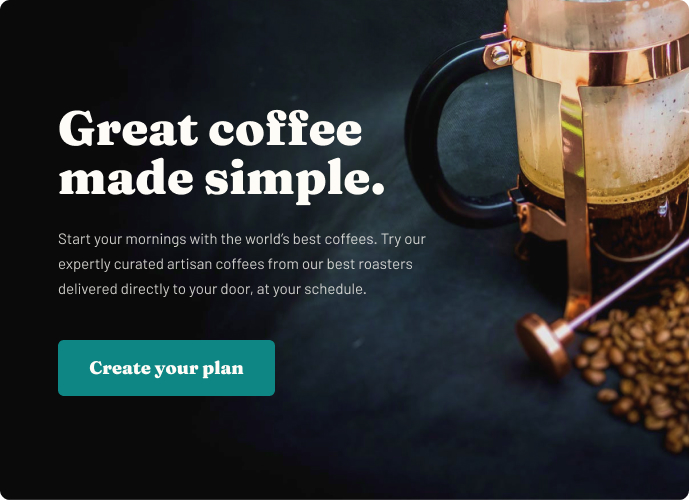 Great coffee
made simple.
Start your mornings with the world’s best coffees. Try our
expertly curated artisan coffees from our best roasters
delivered directly to your door, at your schedule.
Create your plan